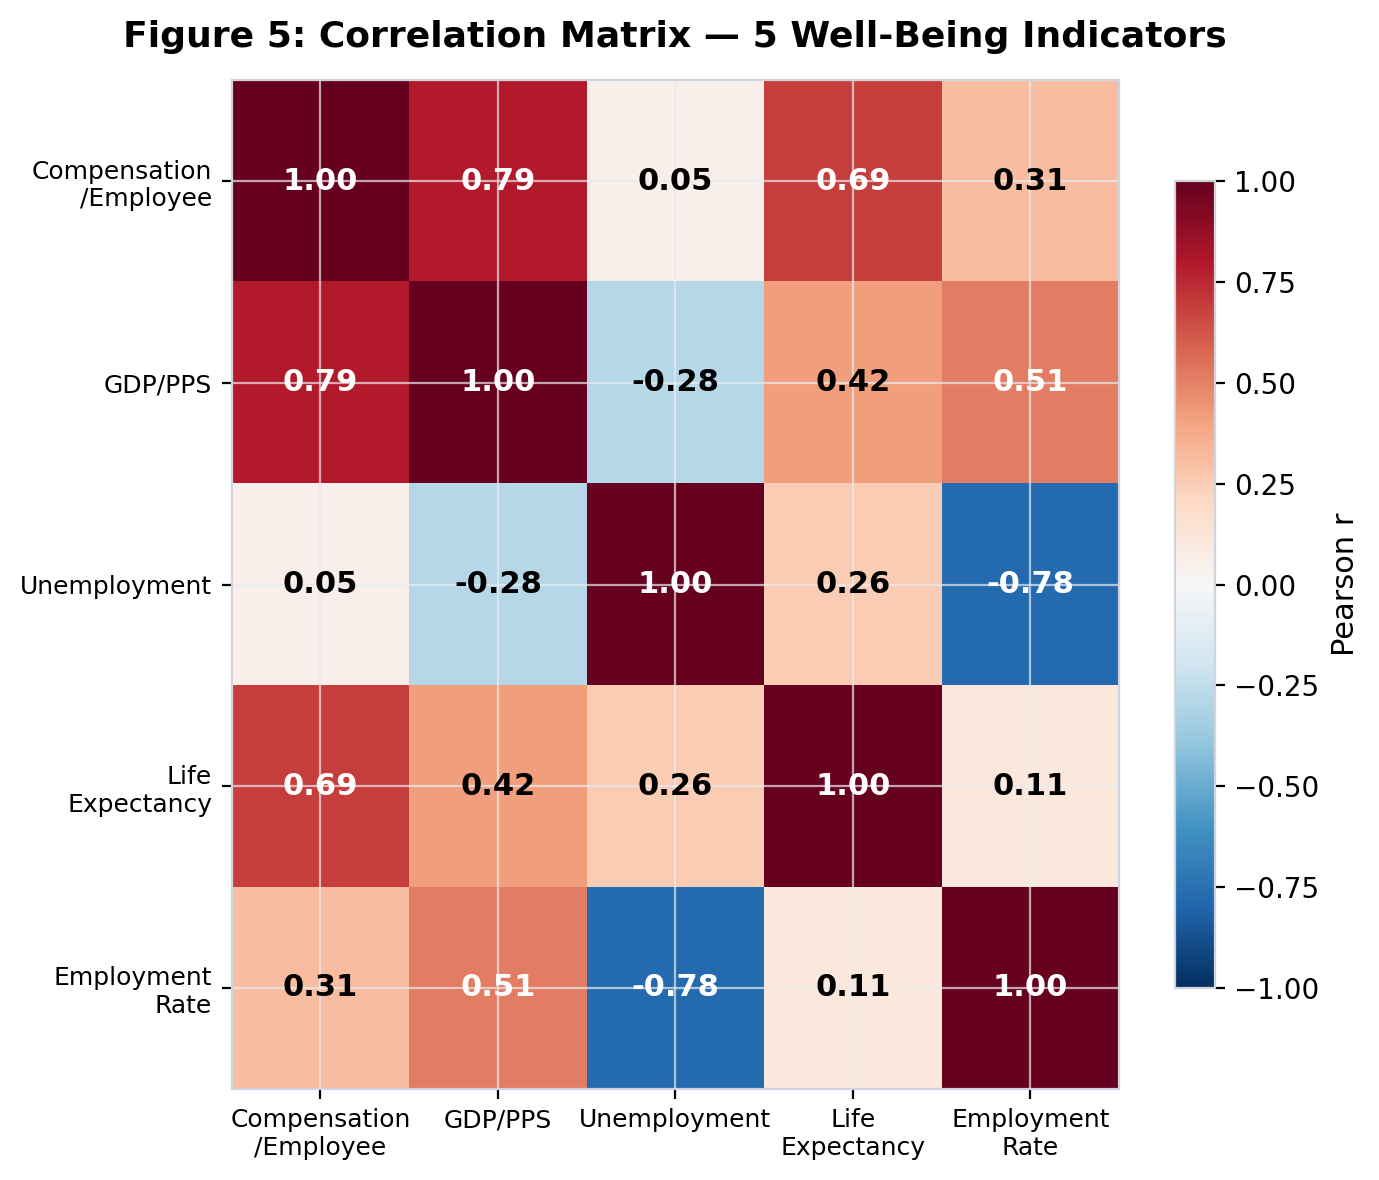 Figure 5: Correlation Matrix — 5 Well-Being Indicators
Compensation
/Employee
1.00 0.79 0.05 0.69 0.31
GDP/PPS
0.79 1.00 -0.28 0.42 0.51
Unemployment
0.05 -0.28 1.00 0.26 -0.78
Life
Expectancy
0.69 0.42 0.26 1.00 0.11
Employment
Rate
0.31 0.51 -0.78 0.11 1.00
Compensation
/Employee
GDP/PPS
Unemployment
Life
Expectancy
Employment
Rate
1.00
0.75
0.50
0.25
0.00
−0.25
−0.50
−0.75
−1.00
Pearson r